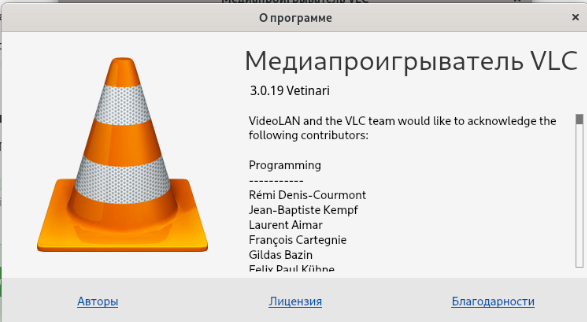 Медиапроигрыватель VLC
О программе
Медиапроигрыватель VLC
3.0.19 Vetinari
VideoLAN and the VLC team would like to acknowledge the
following contributors:
Programming
-----------
Rémi Denis-Courmont
Jean-Baptiste Kempf
Laurent Aimar
François Cartegnie
Gildas Bazin
Felix Paul Kühne
Авторы
Лицензия
Благодарности